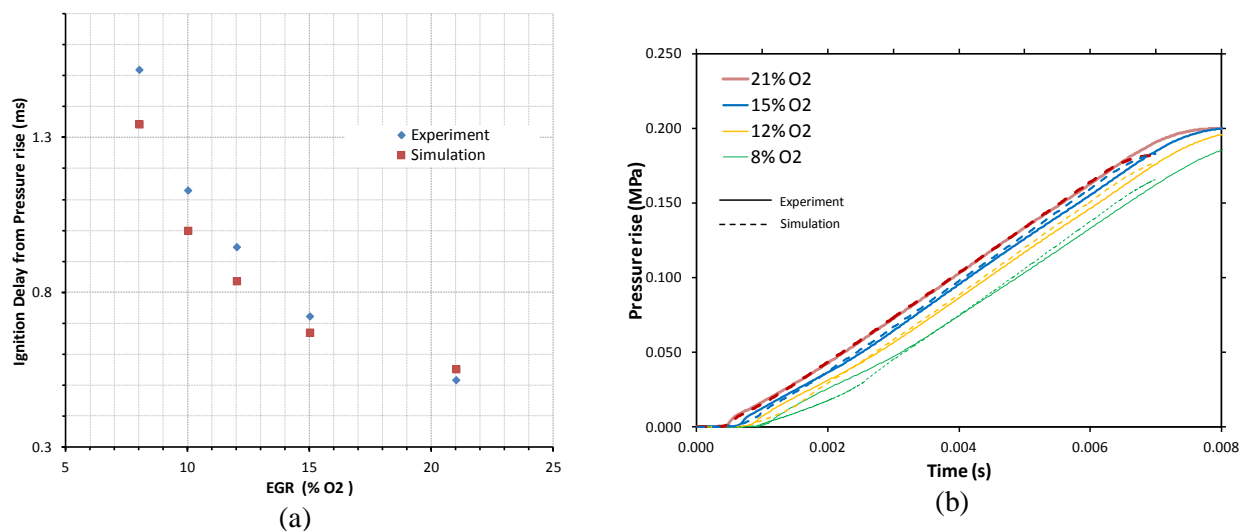 Ignition Delay from Pressure rise (ms)
1.3
0.8
0.3
5
10
15
20
25
EGR (% O2 )
Experiment
Simulation
(a)
Pressure rise (MPa)
0.250
0.200
0.150
0.100
0.050
0.000
21% O2
15% O2
12% O2
8% O2
Experiment
Simulation
0.000
0.002
0.004
0.006
0.008
Time (s)
(b)